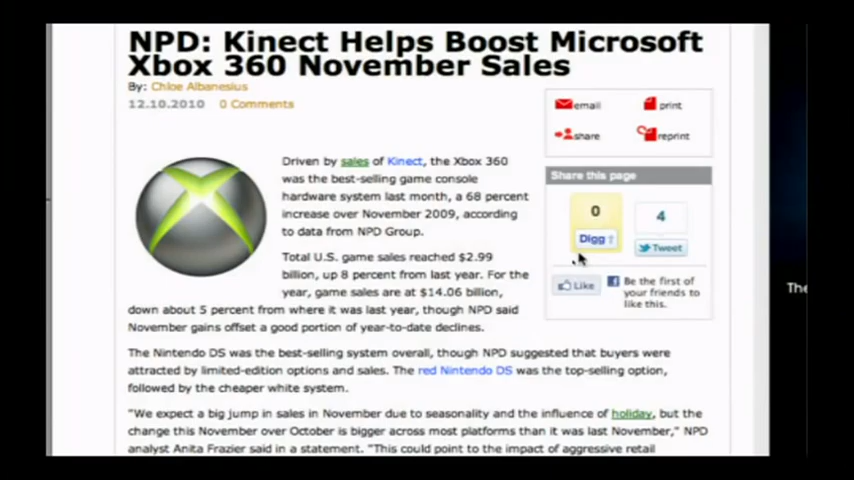 NPD: Kinect Helps Boost Microsoft
Xbox 360 November Sales
By: Chloe Albanesius
12.10.2010 0 Comments
email print
share reprint
Share this page
0 4
Digg Tweet
Like Be the first of
your friends to
like this.
Driven by sales of Kinect, the Xbox 360
was the best-selling game console
hardware system last month, a 68 percent
increase over November 2009, according
to data from NPD Group.
Total U.S. game sales reached $2.99
billion, up 8 percent from last year. For the
year, game sales are at $14.06 billion,
down about 5 percent from where it was last year, though NPD said
November gains offset a good portion of year-to-date declines.
The Nintendo DS was the best-selling system overall, though NPD suggested that buyers were
attracted by limited-edition options and sales. The red Nintendo DS was the top-selling option,
followed by the cheaper white system.
"We expect a big jump in sales in November due to seasonality and the influence of holiday, but the
change this November over October is bigger across most platforms than it was last November," NPD
analyst Anita Frazier said in a statement. "This could point to the impact of aggressive retail
The